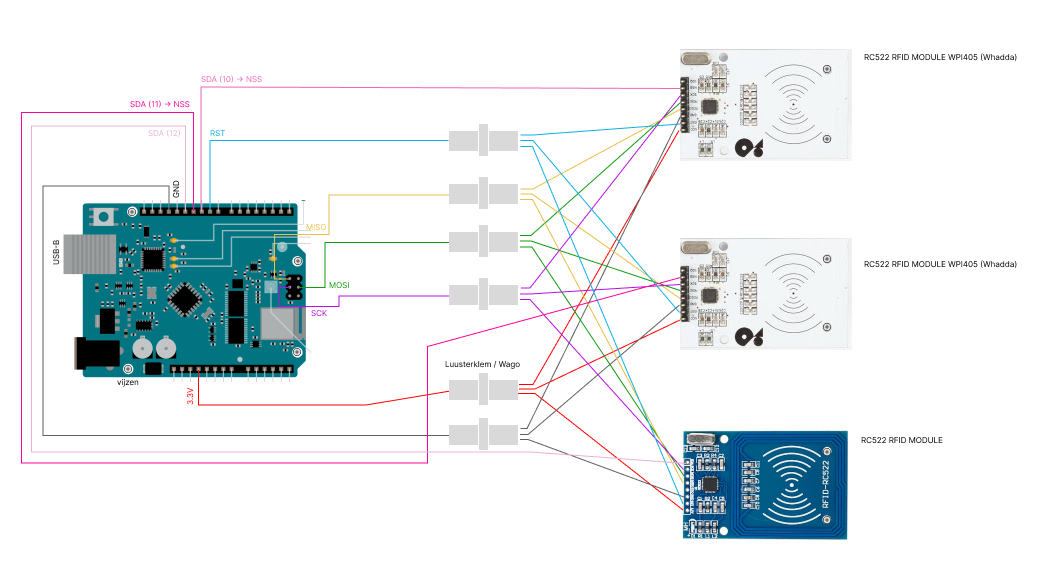 RC522 RFID MODULE WPI405 (Whadda)
SDA (10) → NSS
SDA (11) → NSS
SDA (12)
RST
GND
USB-B
MISO
MOSI
SCK
RC522 RFID MODULE WPI405 (Whadda)
Luusterklem / Wago
vijzen
3.3V
RC522 RFID MODULE
RFID-RC522